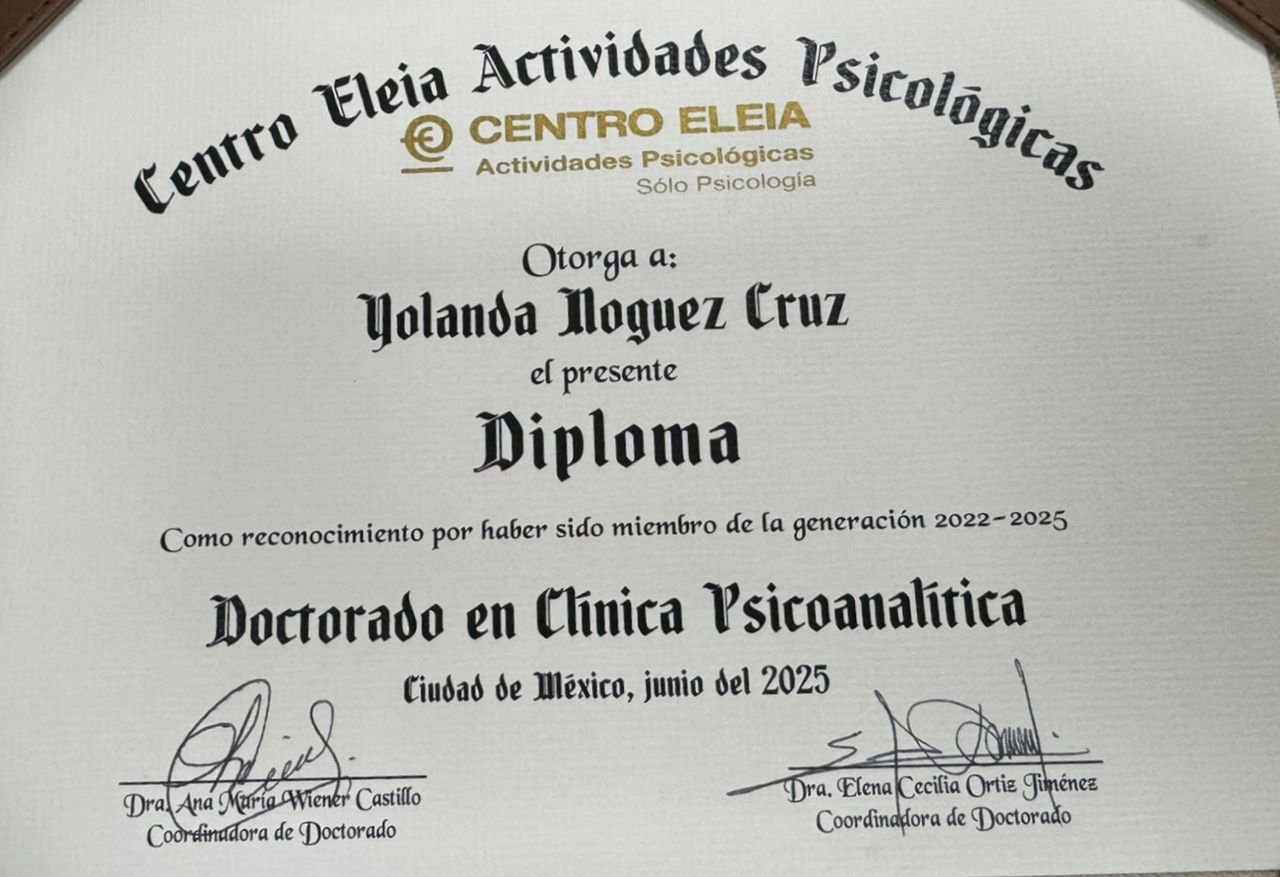 Centro Eleia Actividades Psicológicas
CENTRO ELEIA
Actividades Psicológicas
Sólo Psicología
Otorga a:
Yolanda Noguez Cruz
el presente
Diploma
Como reconocimiento por haber sido miembro de la generación 2022-2025
Doctorado en Clínica Psicoanalítica
Ciudad de México, junio del 2025
Dra. Ana María Wiener Castillo
Coordinadora de Doctorado
Dra. Elena Cecilia Ortiz Jiménez
Coordinadora de Doctorado